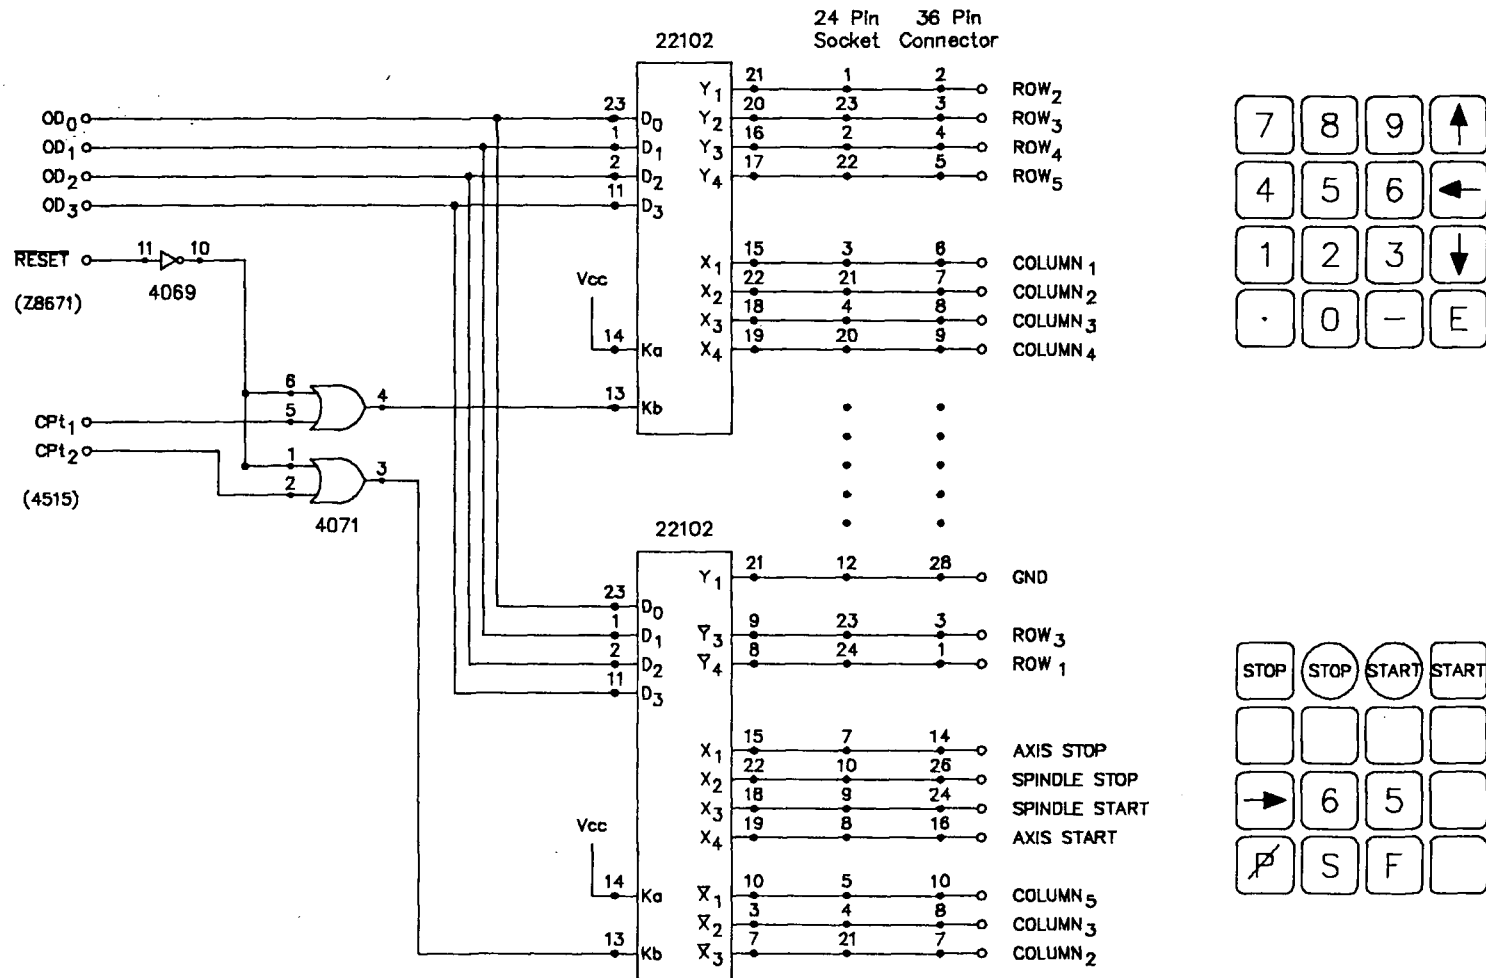 24 Pin Socket
36 Pin Connector
22102
OD0
OD1
OD2
OD3
23 D0
1 D1
2 D2
11 D3
Y1 21 1 2 ROW2
Y2 20 23 3 ROW3
Y3 16 2 4 ROW4
Y4 17 22 5 ROW5
X1 15 3 6 COLUMN1
X2 22 21 7 COLUMN2
X3 18 4 8 COLUMN3
X4 19 20 9 COLUMN4
RESET
(Z8671)
11 10
4069
Vcc
14 Ka
13 Kb
6
5
4
CPt1
CPt2
(4515)
1
2
3
4071
22102
23 D0
1 D1
2 D2
11 D3
Y1 21 12 28 GND
Y̅3 9 23 3 ROW3
Y̅4 8 24 1 ROW1
X1 15 7 14 AXIS STOP
X2 22 10 26 SPINDLE STOP
X3 18 9 24 SPINDLE START
X4 19 8 16 AXIS START
Vcc
14 Ka
13 Kb
X̅1 10 5 10 COLUMN5
X̅2 3 4 8 COLUMN3
X̅3 7 21 7 COLUMN2
7 8 9 ↑
4 5 6 ←
1 2 3 ↓
. 0 – E
STOP STOP START START
→ 6 5
P̸ S F